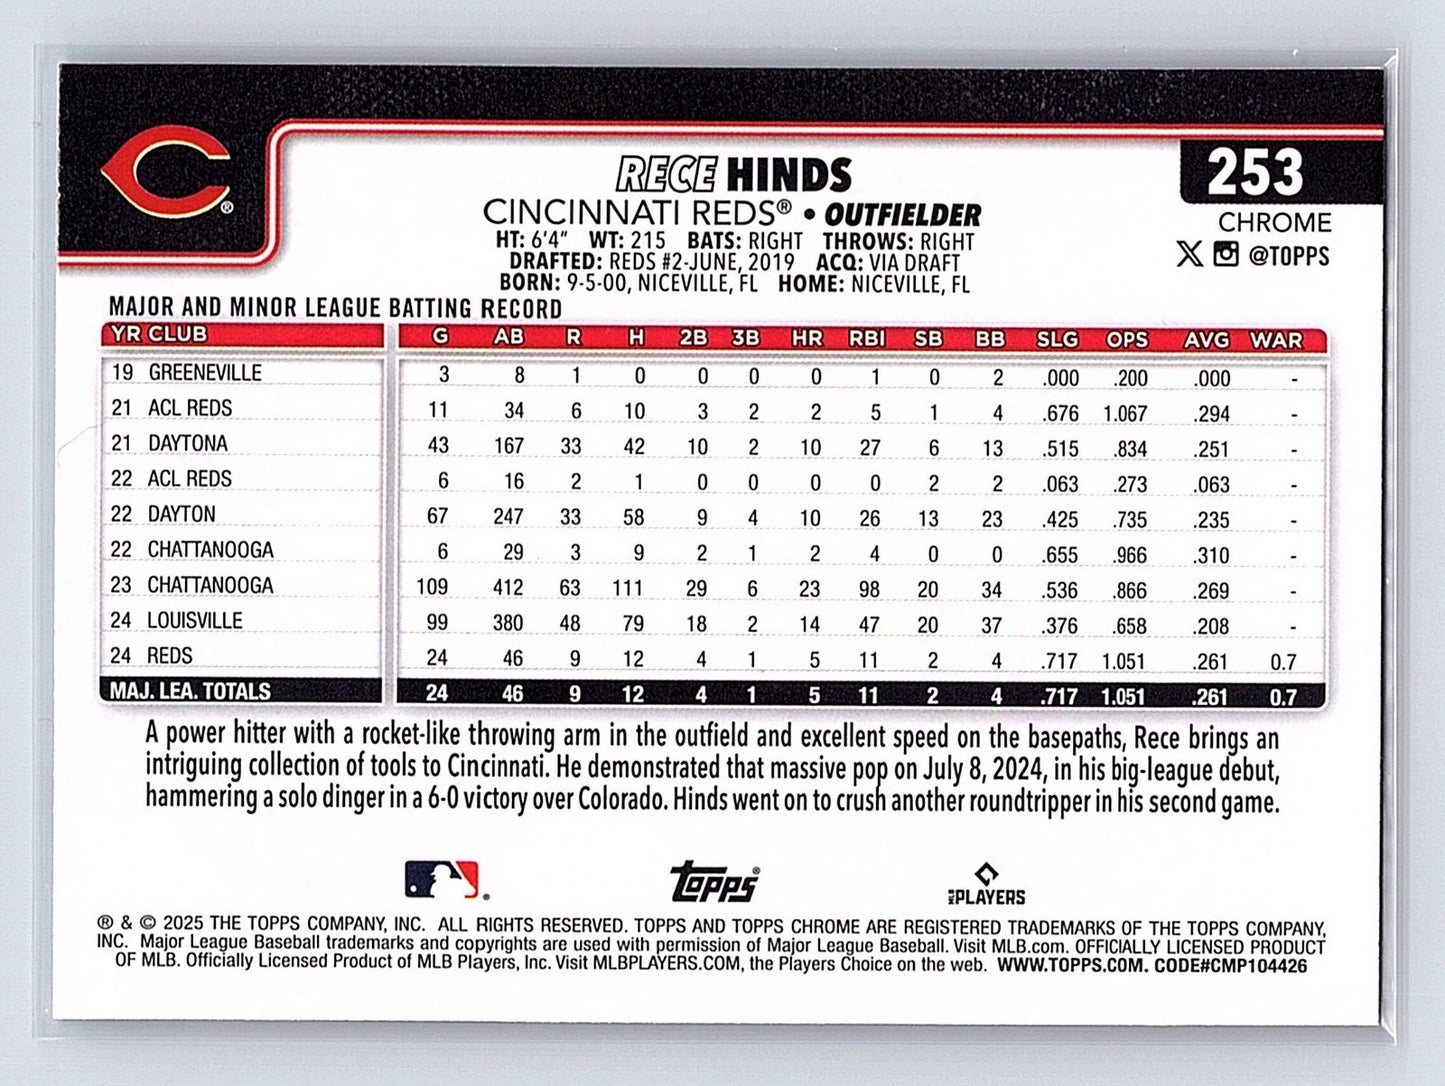 253
RECE HINDS
CINCINNATI REDS® • OUTFIELDER
CHROME
HT: 6'4" WT: 215 BATS: RIGHT THROWS: RIGHT
@TOPPS
DRAFTED: REDS #2-JUNE, 2019 ACQ: VIA DRAFT
BORN: 9-5-00, NICEVILLE, FL HOME: NICEVILLE, FL
MAJOR AND MINOR LEAGUE BATTING RECORD
YR CLUB G AB R H 2B 3B HR RBI SB BB SLG OPS AVG WAR
19 GREENEVILLE 3 8 1 0 0 0 0 1 0 2 .000 .200 .000 -
21 ACL REDS 11 34 6 10 3 2 2 5 1 4 .676 1.067 .294 -
21 DAYTONA 43 167 33 42 10 2 10 27 6 13 .515 .834 .251 -
22 ACL REDS 6 16 2 1 0 0 0 0 2 2 .063 .273 .063 -
22 DAYTON 67 247 33 58 9 4 10 26 13 23 .425 .735 .235 -
22 CHATTANOOGA 6 29 3 9 2 1 2 4 0 0 .655 .966 .310 -
23 CHATTANOOGA 109 412 63 111 29 6 23 98 20 34 .536 .866 .269 -
24 LOUISVILLE 99 380 48 79 18 2 14 47 20 37 .376 .658 .208 -
24 REDS 24 46 9 12 4 1 5 11 2 4 .717 1.051 .261 0.7
MAJ. LEA. TOTALS 24 46 9 12 4 1 5 11 2 4 .717 1.051 .261 0.7
A power hitter with a rocket-like throwing arm in the outfield and excellent speed on the basepaths, Rece brings an
intriguing collection of tools to Cincinnati. He demonstrated that massive pop on July 8, 2024, in his big-league debut,
hammering a solo dinger in a 6-0 victory over Colorado. Hinds went on to crush another roundtripper in his second game.
Topps®
MLB PLAYERS
® & © 2025 THE TOPPS COMPANY, INC. ALL RIGHTS RESERVED. TOPPS AND TOPPS CHROME ARE REGISTERED TRADEMARKS OF THE TOPPS COMPANY,
INC. Major League Baseball trademarks and copyrights are used with permission of Major League Baseball. Visit MLB.com. OFFICIALLY LICENSED PRODUCT
OF MLB. Officially Licensed Product of MLB Players, Inc. Visit MLBPLAYERS.COM, the Players Choice on the web. WWW.TOPPS.COM. CODE#CMP104426